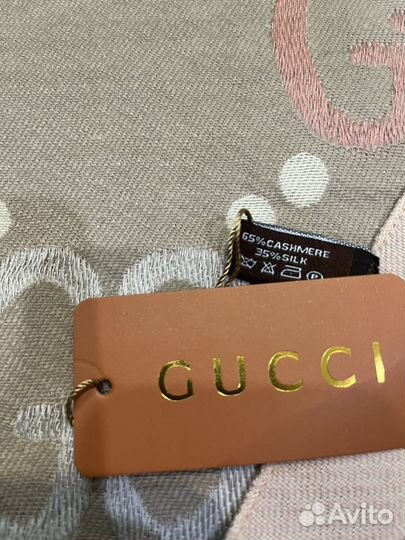 65% CASHMERE
35% SILK
P
GUCCI
Avito